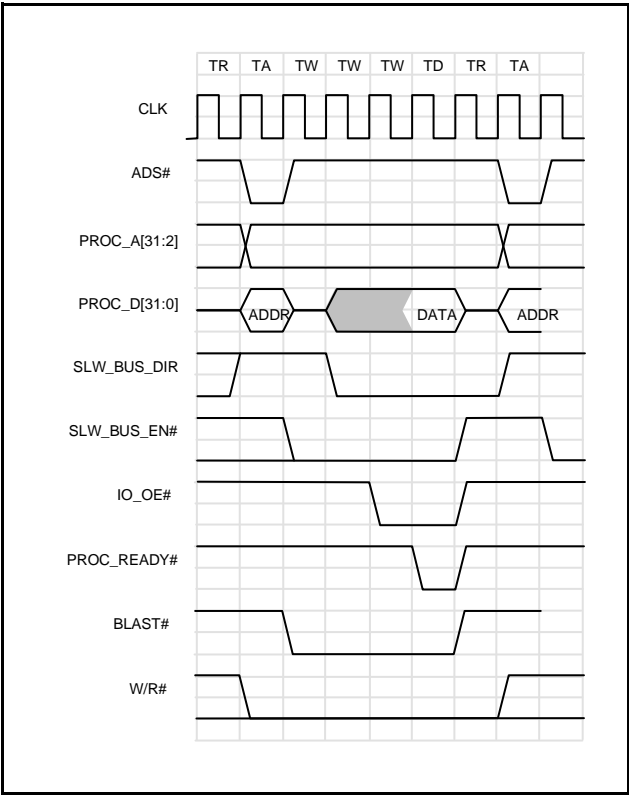 TR TA TW TW TW TD TR TA
CLK
ADS#
PROC_A[31:2]
PROC_D[31:0] ADDR DATA ADDR
SLW_BUS_DIR
SLW_BUS_EN#
IO_OE#
PROC_READY#
BLAST#
W/R#